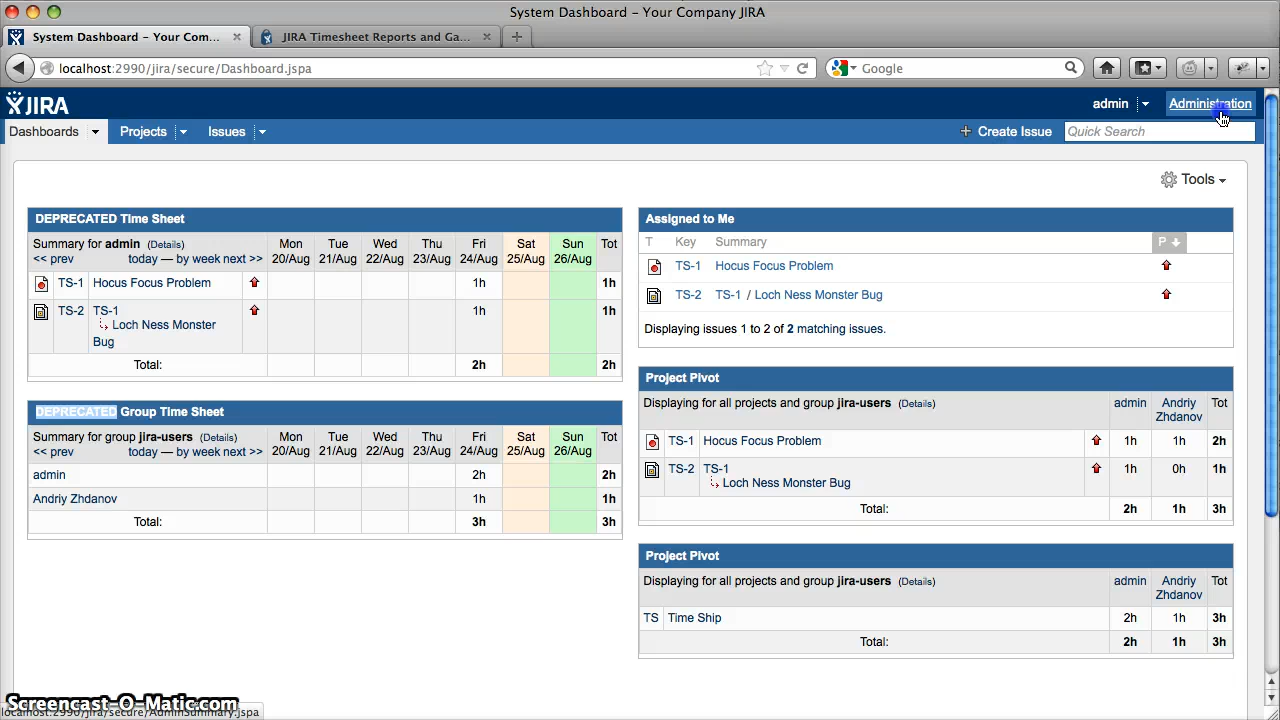 System Dashboard – Your Company JIRA
System Dashboard – Your Com...
JIRA Timesheet Reports and Ga...
localhost:2990/jira/secure/Dashboard.jspa
Google
JIRA
admin
Administration
Dashboards
Projects
Issues
Create Issue
Quick Search
Tools
DEPRECATED Time Sheet
Summary for admin (Details)
<< prev today — by week next >>
Mon 20/Aug
Tue 21/Aug
Wed 22/Aug
Thu 23/Aug
Fri 24/Aug
Sat 25/Aug
Sun 26/Aug
Tot
TS-1 Hocus Focus Problem 1h 1h
TS-2 TS-1 1h 1h
Loch Ness Monster
Bug
Total: 2h 2h
DEPRECATED Group Time Sheet
Summary for group jira-users (Details)
<< prev today — by week next >>
Mon 20/Aug
Tue 21/Aug
Wed 22/Aug
Thu 23/Aug
Fri 24/Aug
Sat 25/Aug
Sun 26/Aug
Tot
admin 2h 2h
Andriy Zhdanov 1h 1h
Total: 3h 3h
Assigned to Me
T Key Summary P
TS-1 Hocus Focus Problem
TS-2 TS-1 / Loch Ness Monster Bug
Displaying issues 1 to 2 of 2 matching issues.
Project Pivot
Displaying for all projects and group jira-users (Details)
admin
Andriy Zhdanov
Tot
TS-1 Hocus Focus Problem 1h 1h 2h
TS-2 TS-1 1h 0h 1h
Loch Ness Monster Bug
Total: 2h 1h 3h
Project Pivot
Displaying for all projects and group jira-users (Details)
admin
Andriy Zhdanov
Tot
TS Time Ship 2h 1h 3h
Total: 2h 1h 3h
Screencast-O-Matic.com
localhost:2990/jira/secure/AdminSummary.jspa